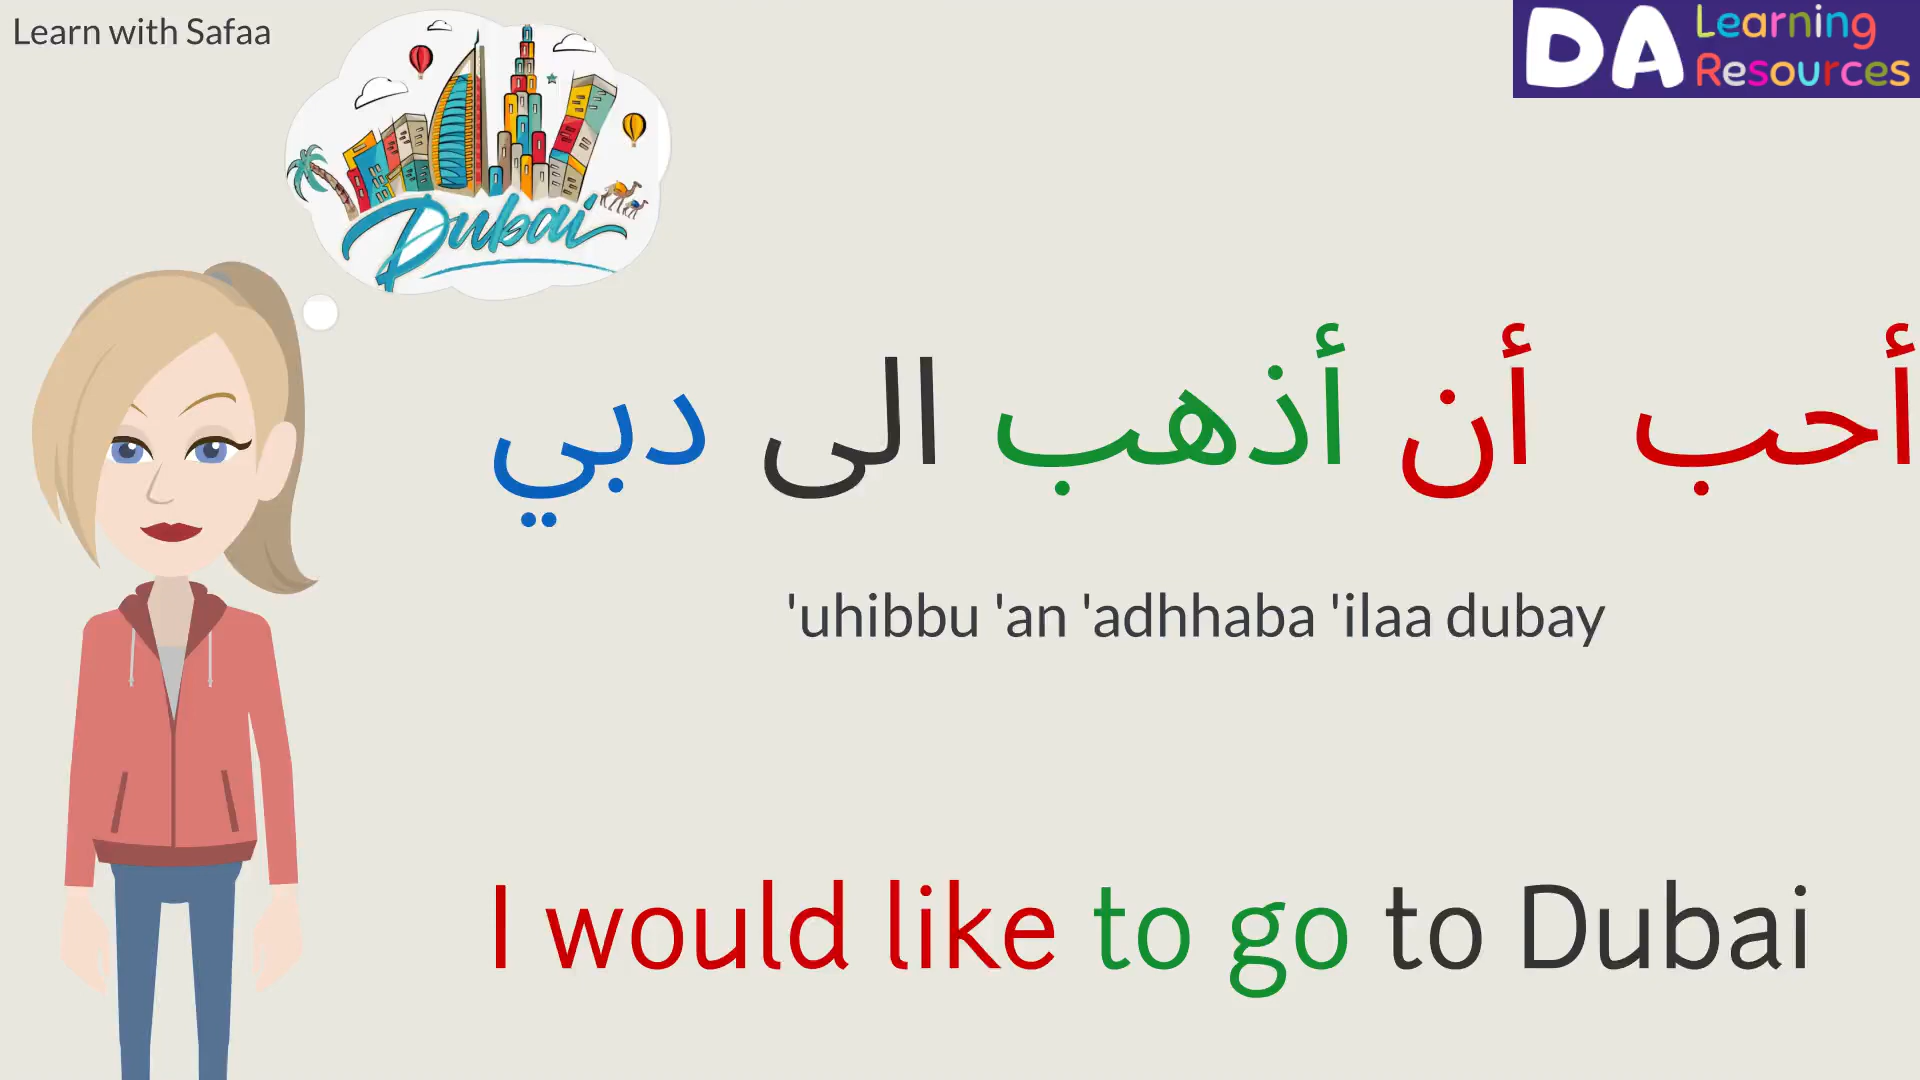 Learn with Safaa
DA Learning
Resources
Dubai
أحب أن أذهب الى دبي
'uhibbu 'an 'adhhaba 'ilaa dubay
I would like to go to Dubai